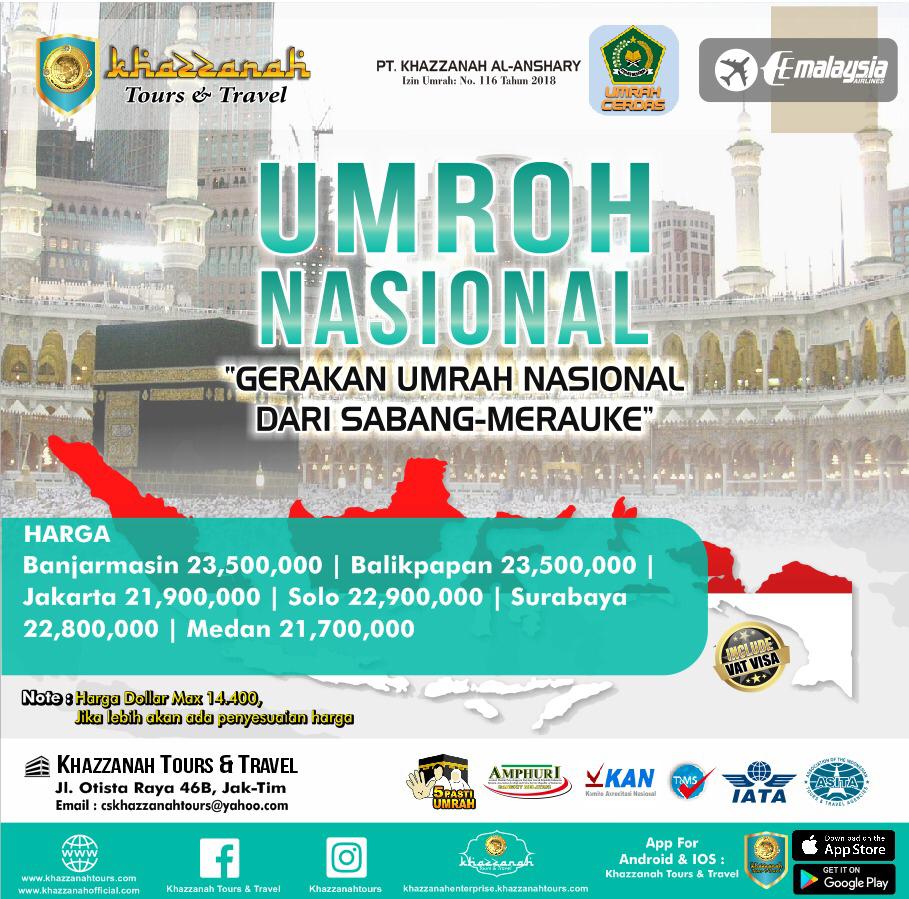 khazzanah
Tours & Travel
PT. KHAZZANAH AL-ANSHARY
Izin Umrah: No. 116 Tahun 2018
UMRAH
CERDAS
malaysia
AIRLINES
UMROH
NASIONAL
"GERAKAN UMRAH NASIONAL
DARI SABANG-MERAUKE"
HARGA
Banjarmasin 23,500,000 | Balikpapan 23,500,000 |
Jakarta 21,900,000 | Solo 22,900,000 | Surabaya
22,800,000 | Medan 21,700,000
INCLUDE
VAT VISA
Note : Harga Dollar Max 14.400,
Jika lebih akan ada penyesuaian harga
KHAZZANAH TOURS & TRAVEL
Jl. Otista Raya 46B, Jak-Tim
Email : cskhazzanahtours@yahoo.com
5 PASTI
UMRAH
AMPHURI
KAN
Komite Akreditasi Nasional
IATA
ASITA
www.khazzanahtours.com
www.khazzanahofficial.com
Khazzanah Tours & Travel
Khazzanahtours
khazzanah
khazzanahenterprise.khazzanahtours.com
App For
Android & IOS :
Khazzanah Tours & Travel
Download on the
App Store
GET IT ON
Google Play